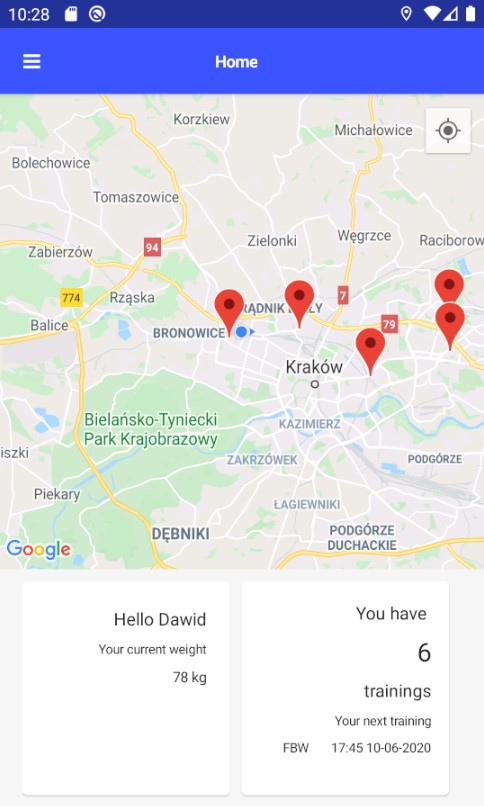 10:28
Home
Korzkiew
Michałowice
Bolechowice
Tomaszowice
94
Zielonki
Węgrzce
Raciborow
Zabierzów
774
Rząska
7
79
Balice
BRONOWICE
Kraków
KAZIMIERZ
Bielańsko-Tyniecki
Park Krajobrazowy
iszki
ZAKRZÓWEK
PODGÓRZE
Piekary
ŁAGIEWNIKI
DĘBNIKI
PODGÓRZE
DUCHACKIE
Google
Hello Dawid
Your current weight
78 kg
You have
6
trainings
Your next training
FBW 17:45 10-06-2020